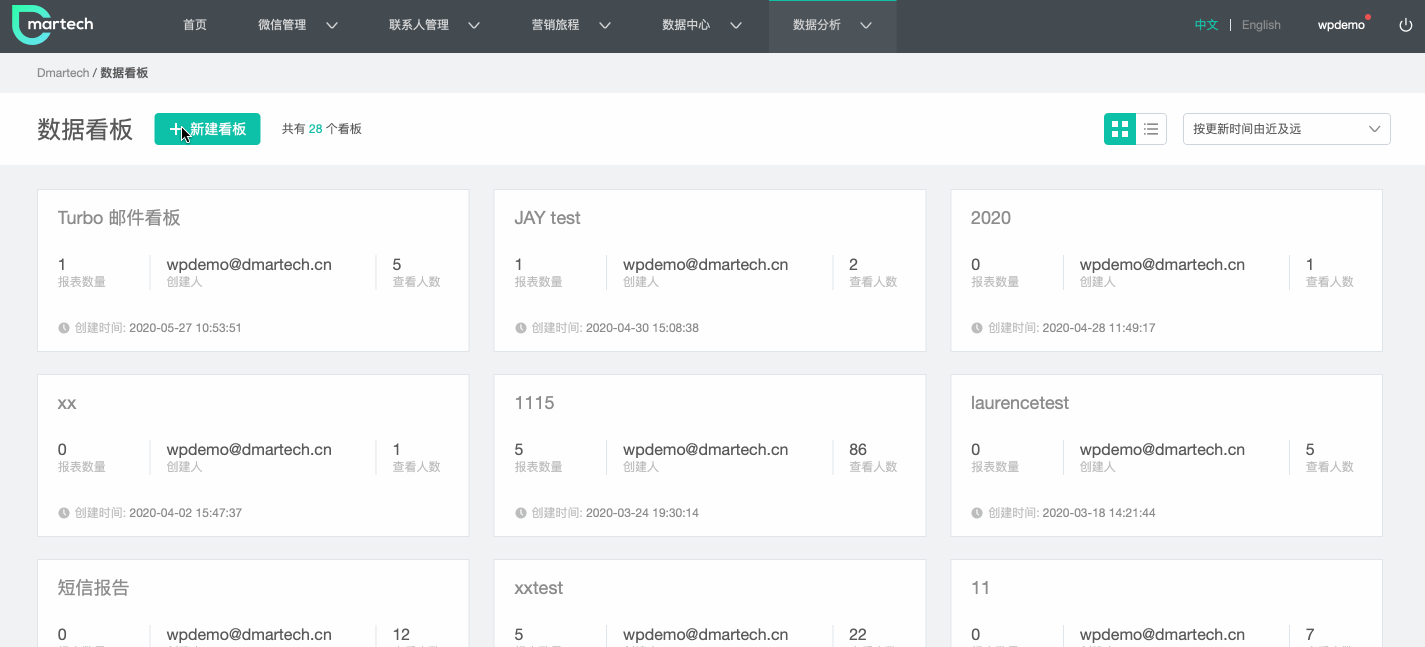 Dmartech 首页 微信管理 联系人管理 营销旅程 数据中心 数据分析 中文 | English wpdemo
Dmartech / 数据看板
数据看板 + 新建看板 共有 28 个看板 按更新时间由近及远
Turbo 邮件看板 JAY test 2020
1 wpdemo@dmartech.cn 5 1 wpdemo@dmartech.cn 2 0 wpdemo@dmartech.cn 1
报表数量 创建人 查看人数 报表数量 创建人 查看人数 报表数量 创建人 查看人数
创建时间: 2020-05-27 10:53:51 创建时间: 2020-04-30 15:08:38 创建时间: 2020-04-28 11:49:17
xx 1115 laurencetest
0 wpdemo@dmartech.cn 1 5 wpdemo@dmartech.cn 86 0 wpdemo@dmartech.cn 5
报表数量 创建人 查看人数 报表数量 创建人 查看人数 报表数量 创建人 查看人数
创建时间: 2020-04-02 15:47:37 创建时间: 2020-03-24 19:30:14 创建时间: 2020-03-18 14:21:44
短信报告 xxtest 11
0 wpdemo@dmartech.cn 12 5 wpdemo@dmartech.cn 22 0 wpdemo@dmartech.cn 7